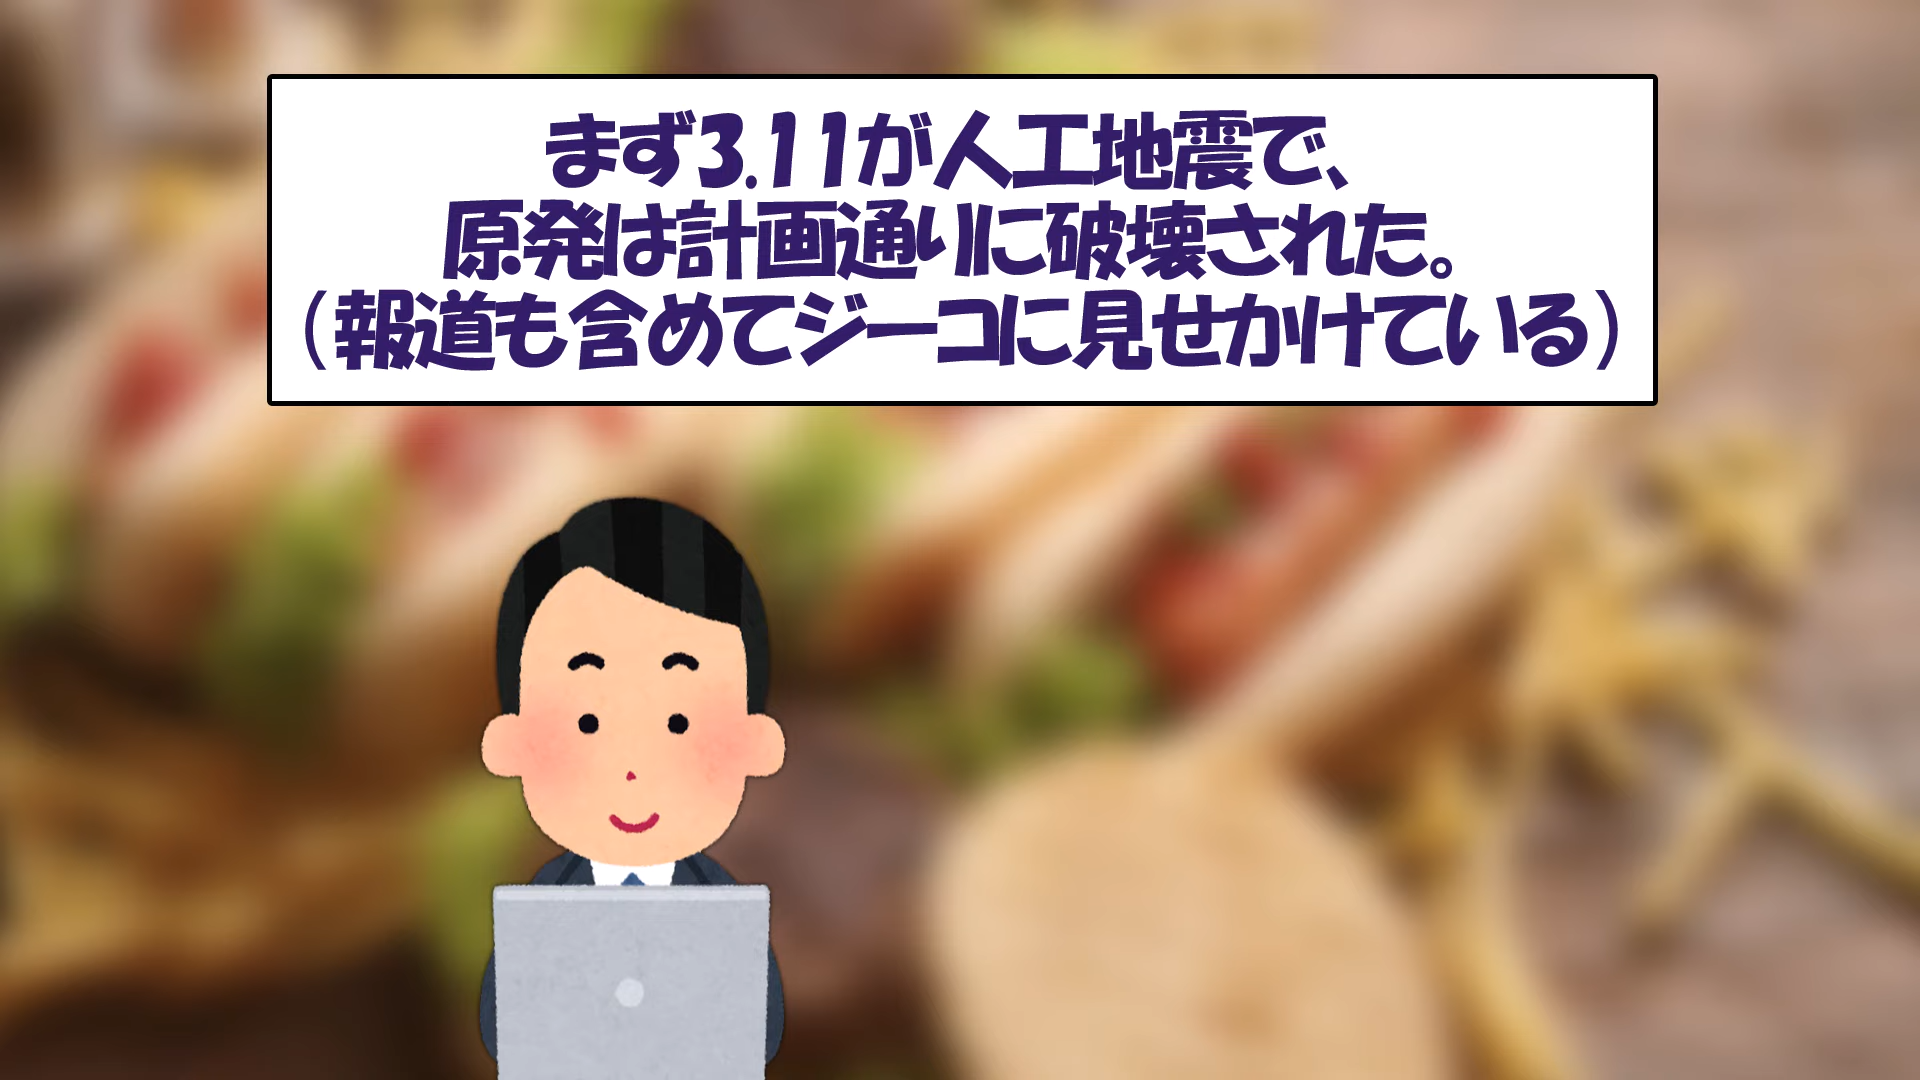 まず3.11が人工地震で、
原発は計画通りに破壊された。
（報道も含めてジーコに見せかけている）